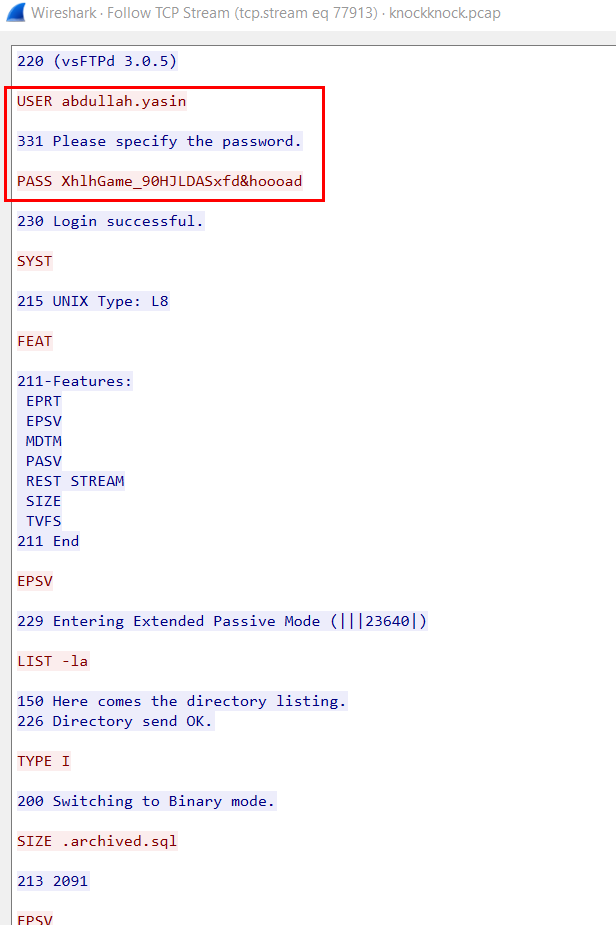 Wireshark · Follow TCP Stream (tcp.stream eq 77913) · knockknock.pcap
220 (vsFTPd 3.0.5)
USER abdullah.yasin
331 Please specify the password.
PASS XhlhGame_90HJLDASxfd&hoooad
230 Login successful.
SYST
215 UNIX Type: L8
FEAT
211-Features:
EPRT
EPSV
MDTM
PASV
REST STREAM
SIZE
TVFS
211 End
EPSV
229 Entering Extended Passive Mode (|||23640|)
LIST -la
150 Here comes the directory listing.
226 Directory send OK.
TYPE I
200 Switching to Binary mode.
SIZE .archived.sql
213 2091
EPSV